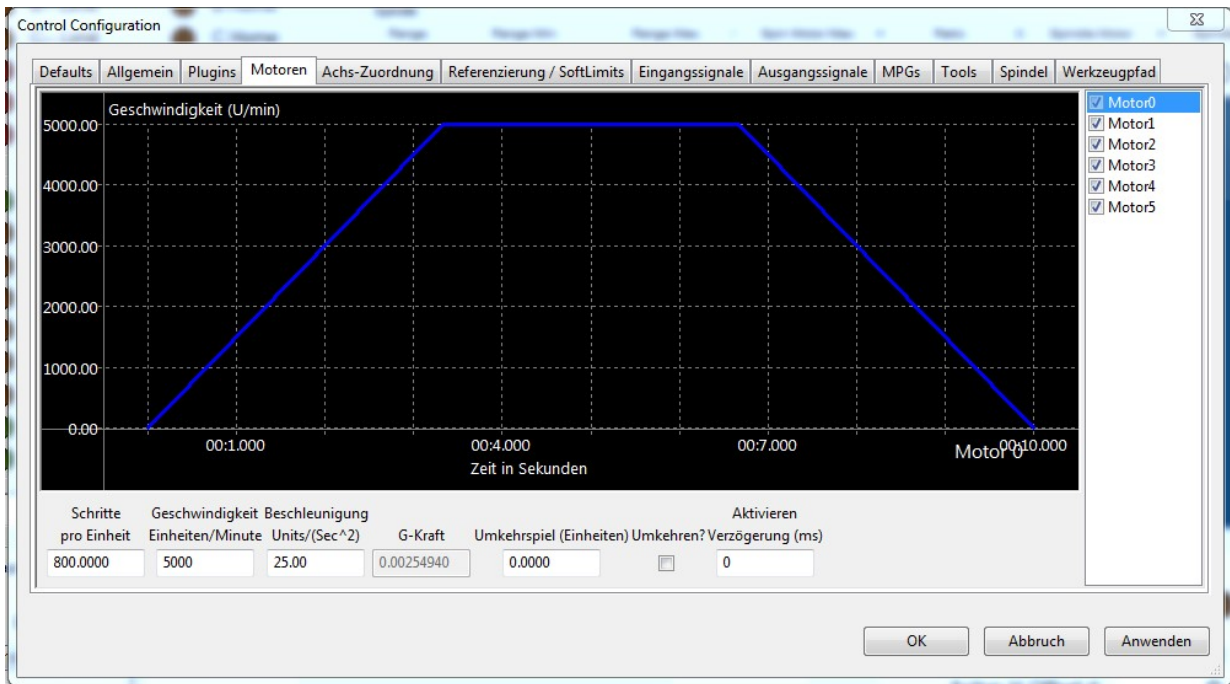 Control Configuration
Defaults Allgemein Plugins Motoren Achs-Zuordnung Referenzierung / SoftLimits Eingangssignale Ausgangssignale MPGs Tools Spindel Werkzeugpfad
Geschwindigkeit (U/min)
5000.00
4000.00
3000.00
2000.00
1000.00
0.00
00:1.000 00:4.000 00:7.000 00:10.000
Zeit in Sekunden
Motor 0
Motor0
Motor1
Motor2
Motor3
Motor4
Motor5
Schritte pro Einheit
Geschwindigkeit Einheiten/Minute
Beschleunigung Units/(Sec^2)
G-Kraft
Umkehrspiel (Einheiten)
Umkehren?
Aktivieren Verzögerung (ms)
800.0000 5000 25.00 0.00254940 0.0000 0
OK Abbruch Anwenden